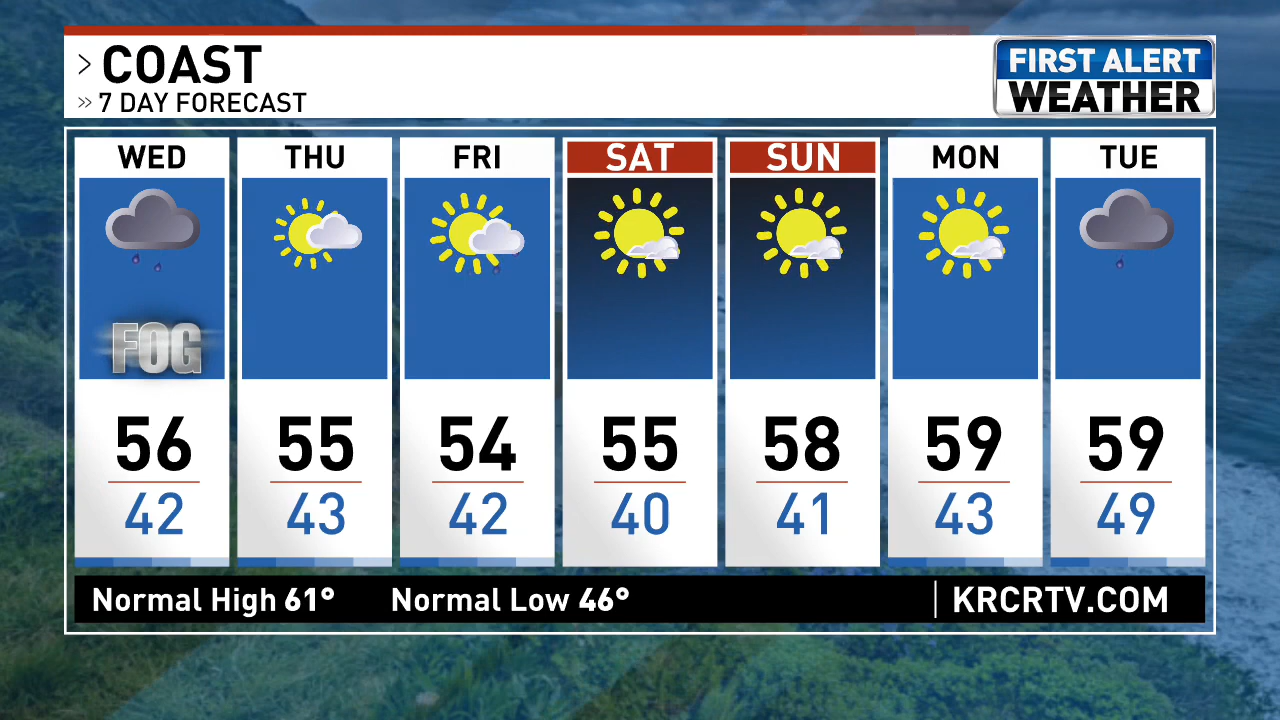 > COAST
>> 7 DAY FORECAST
FIRST ALERT
WEATHER
WED THU FRI SAT SUN MON TUE
FOG
56 55 54 55 58 59 59
42 43 42 40 41 43 49
Normal High 61° Normal Low 46° | KRCRTV.COM